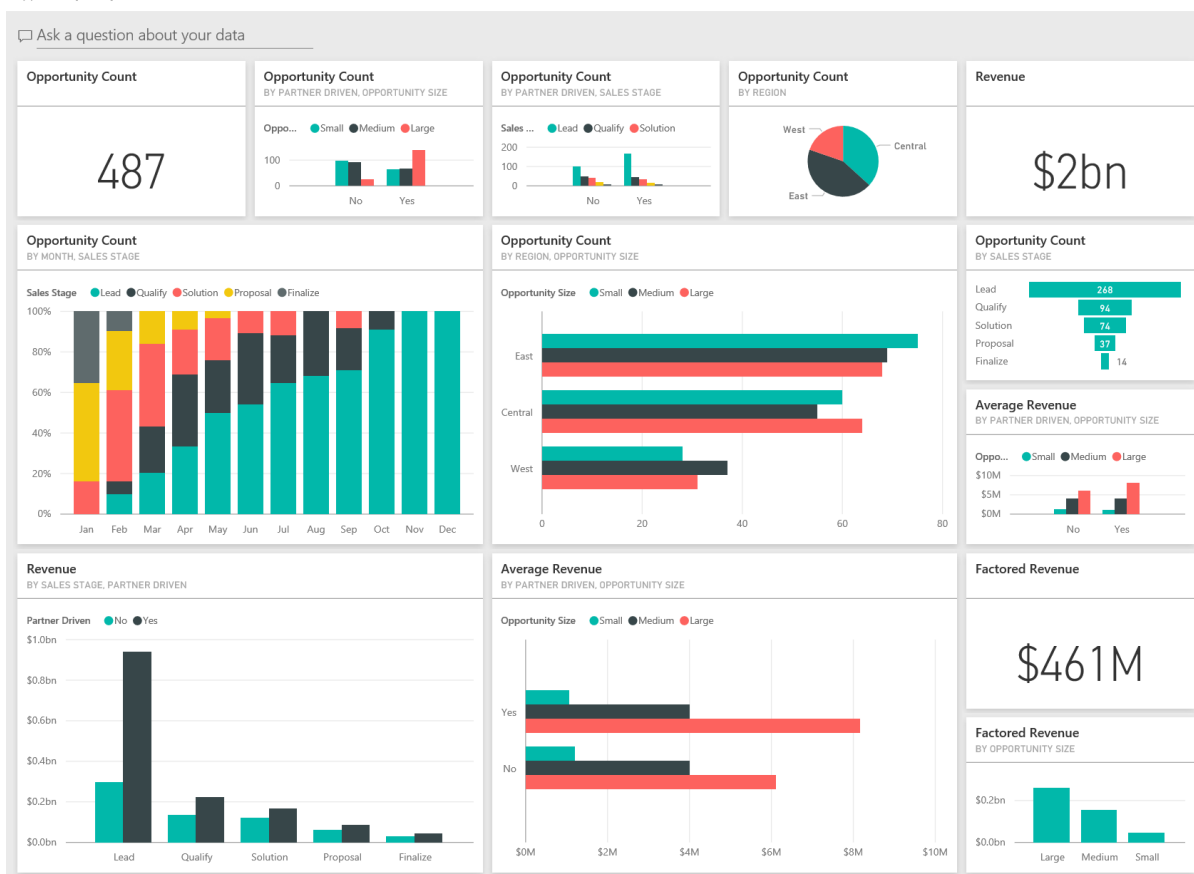 Ask a question about your data
Opportunity Count
487
Opportunity Count
BY PARTNER DRIVEN, OPPORTUNITY SIZE
Oppo... Small Medium Large
100
0
No Yes
Opportunity Count
BY PARTNER DRIVEN, SALES STAGE
Sales ... Lead Qualify Solution
200
100
0
No Yes
Opportunity Count
BY REGION
West
Central
East
Revenue
$2bn
Opportunity Count
BY MONTH, SALES STAGE
Sales Stage Lead Qualify Solution Proposal Finalize
100%
80%
60%
40%
20%
0%
Jan Feb Mar Apr May Jun Jul Aug Sep Oct Nov Dec
Opportunity Count
BY REGION, OPPORTUNITY SIZE
Opportunity Size Small Medium Large
East
Central
West
0 20 40 60 80
Opportunity Count
BY SALES STAGE
Lead 268
Qualify 94
Solution 74
Proposal 37
Finalize 14
Average Revenue
BY PARTNER DRIVEN, OPPORTUNITY SIZE
Oppo... Small Medium Large
$10M
$5M
$0M
No Yes
Revenue
BY SALES STAGE, PARTNER DRIVEN
Partner Driven No Yes
$1.0bn
$0.8bn
$0.6bn
$0.4bn
$0.2bn
$0.0bn
Lead Qualify Solution Proposal Finalize
Average Revenue
BY PARTNER DRIVEN, OPPORTUNITY SIZE
Opportunity Size Small Medium Large
Yes
No
$0M $2M $4M $6M $8M $10M
Factored Revenue
$461M
Factored Revenue
BY OPPORTUNITY SIZE
$0.2bn
$0.0bn
Large Medium Small